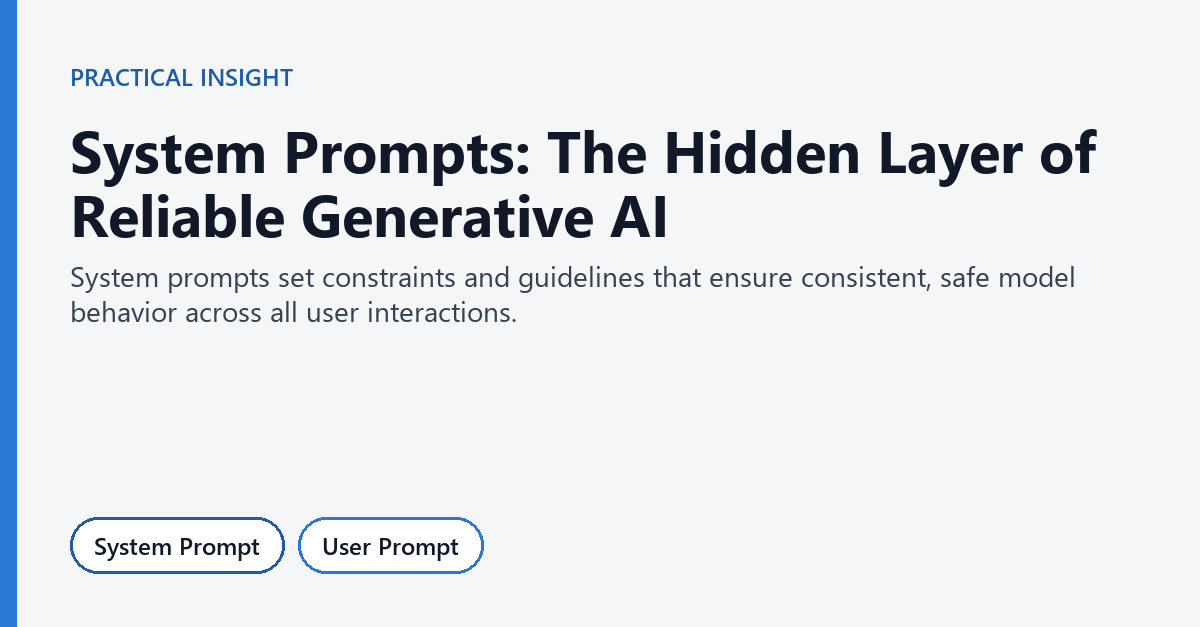 PRACTICAL INSIGHT
System Prompts: The Hidden Layer of
Reliable Generative AI
System prompts set constraints and guidelines that ensure consistent, safe model
behavior across all user interactions.
System Prompt
User Prompt